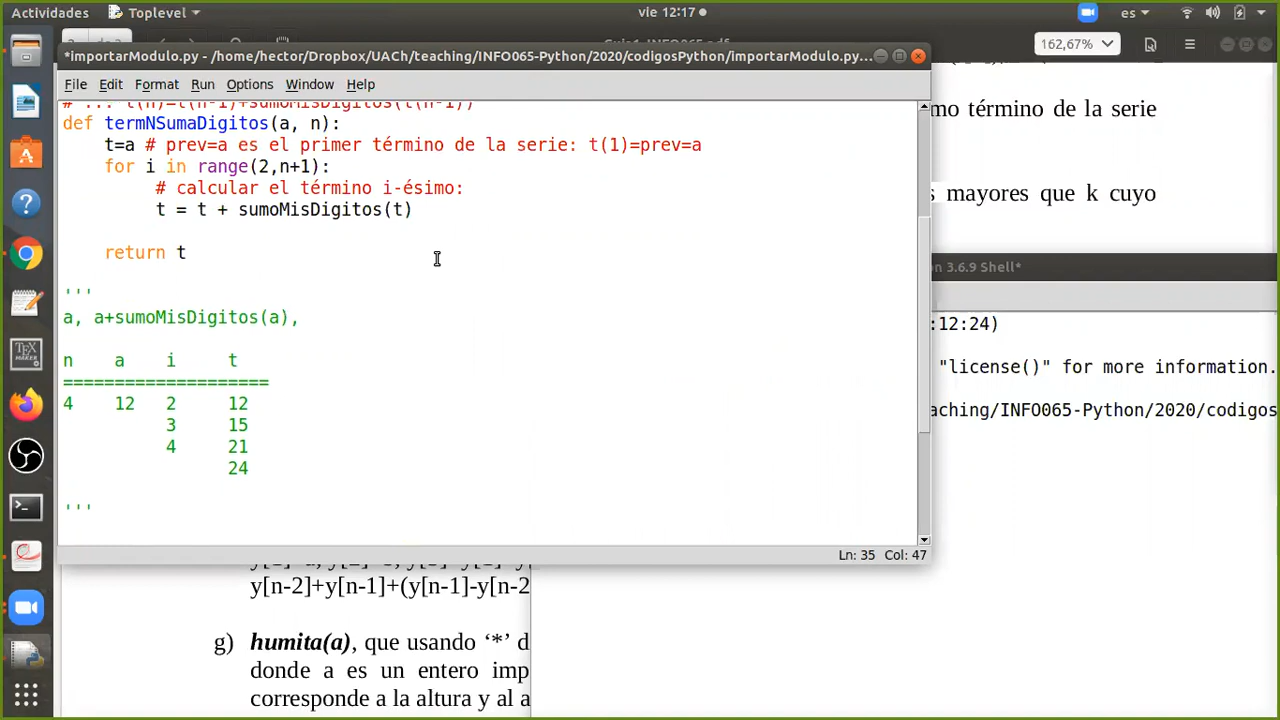 Actividades Toplevel vie 12:17 es
162,67%
*importarModulo.py - /home/hector/Dropbox/UACh/teaching/INFO065-Python/2020/codigosPython/importarModulo.py...
File Edit Format Run Options Window Help
# ... t(n)=t(n-1)+sumoMisDigitos(t(n-1))
def termNSumaDigitos(a, n):
t=a # prev=a es el primer término de la serie: t(1)=prev=a
for i in range(2,n+1):
# calcular el término i-ésimo:
t = t + sumoMisDigitos(t)
return t
'''
a, a+sumoMisDigitos(a),
n a i t
====================
4 12 2 12
3 15
4 21
24
'''
Ln: 35 Col: 47
mo término de la serie
s mayores que k cuyo
n 3.6.9 Shell*
:12:24)
"license()" for more information.
aching/INFO065-Python/2020/codigos
y[n-2]+y[n-1]+(y[n-1]-y[n-2
g) humita(a), que usando ‘*’ d
donde a es un entero imp
corresponde a la altura y al a